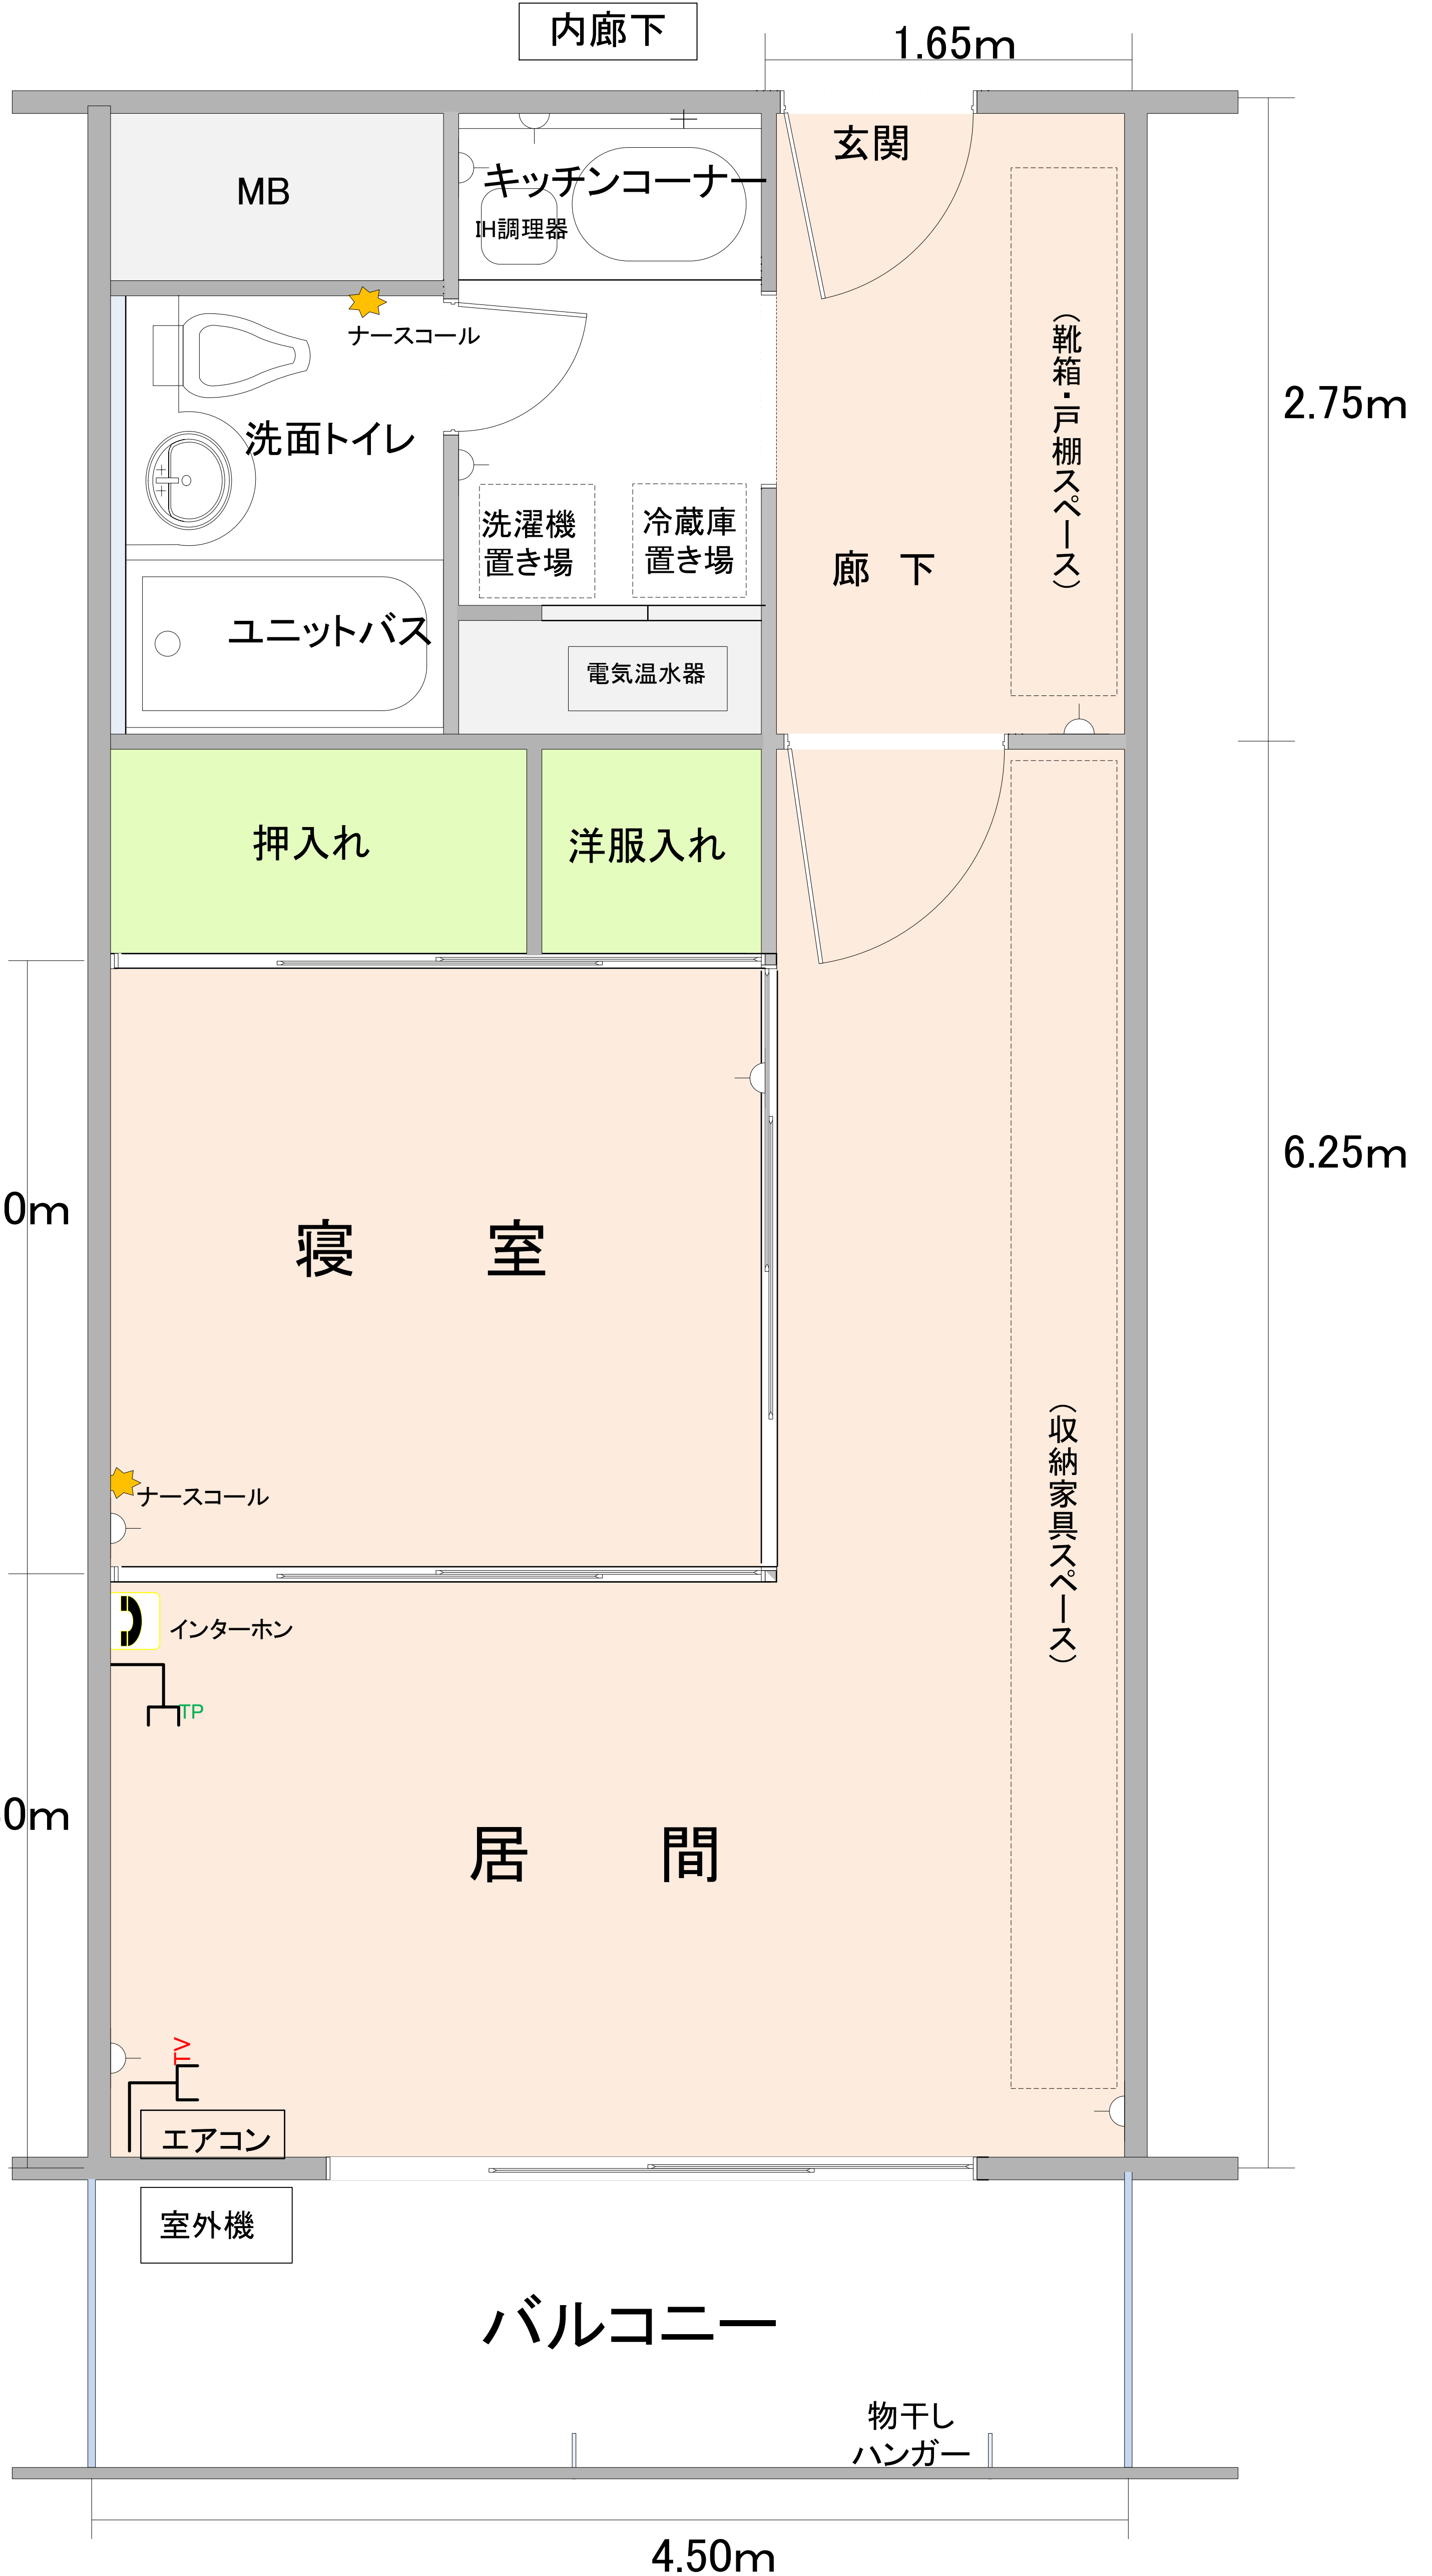 内廊下
1.65m
玄関
MB
キッチンコーナー
IH調理器
ナースコール
(靴箱・戸棚スペース)
2.75m
洗面トイレ
洗濯機
置き場
冷蔵庫
置き場
廊 下
ユニットバス
電気温水器
押入れ
洋服入れ
6.25m
0m
寝 室
ナースコール
(収納家具スペース)
インターホン
TP
0m
居 間
TV
エアコン
室外機
バルコニー
物干し
ハンガー
4.50m